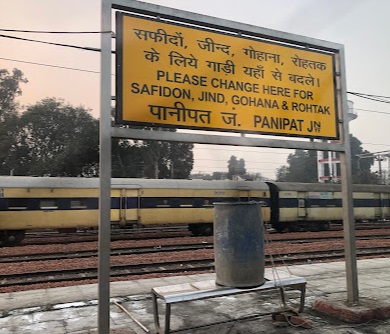 सफीदों, जीन्द, गोहाना, रोहतक
के लिये गाड़ी यहाँ से बदले।
PLEASE CHANGE HERE FOR
SAFIDON, JIND, GOHANA & ROHTAK
पानीपत जं. PANIPAT JN